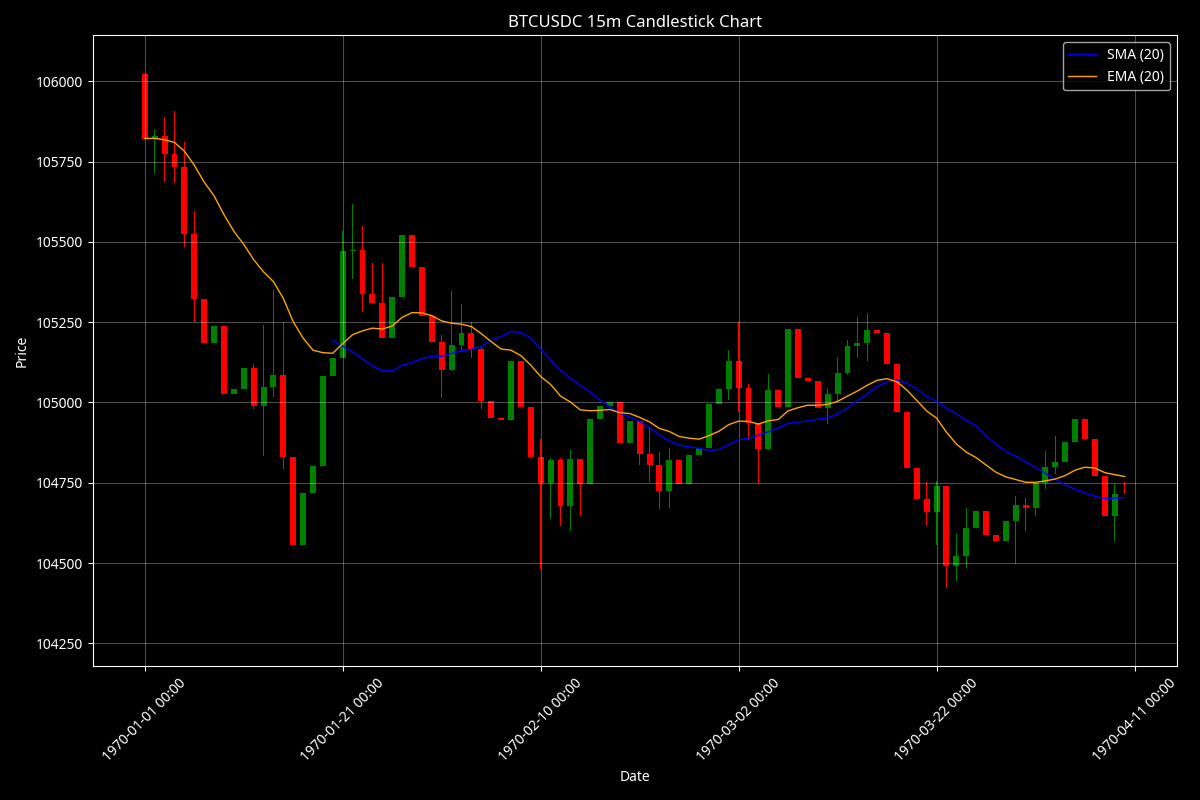 BTCUSDC 15m Candlestick Chart
SMA (20)
EMA (20)
106000
105750
105500
105250
105000
104750
104500
104250
Price
1970-01-01 00:00
1970-01-21 00:00
1970-02-10 00:00
1970-03-02 00:00
1970-03-22 00:00
1970-04-11 00:00
Date